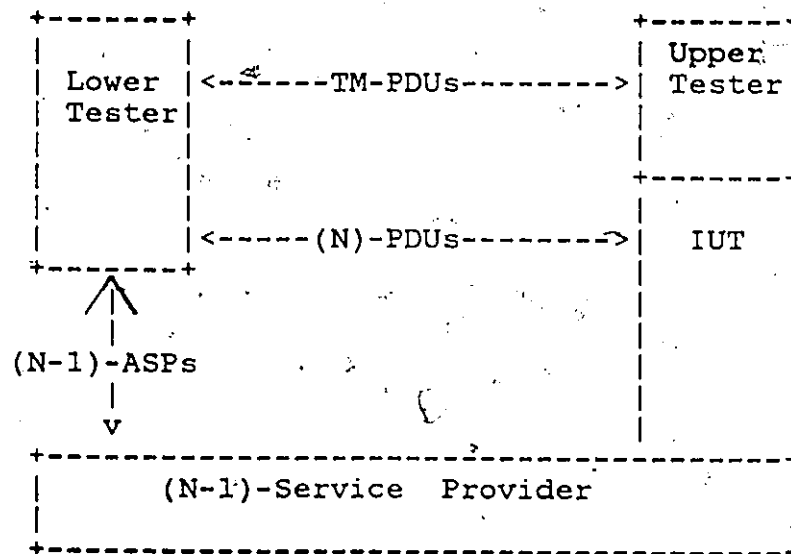 Upper
Lower <-----TM-PDUs------> Tester
Tester
<-----(N)-PDUs------> IUT
(N-1)-ASPs
(N-1)-Service Provider